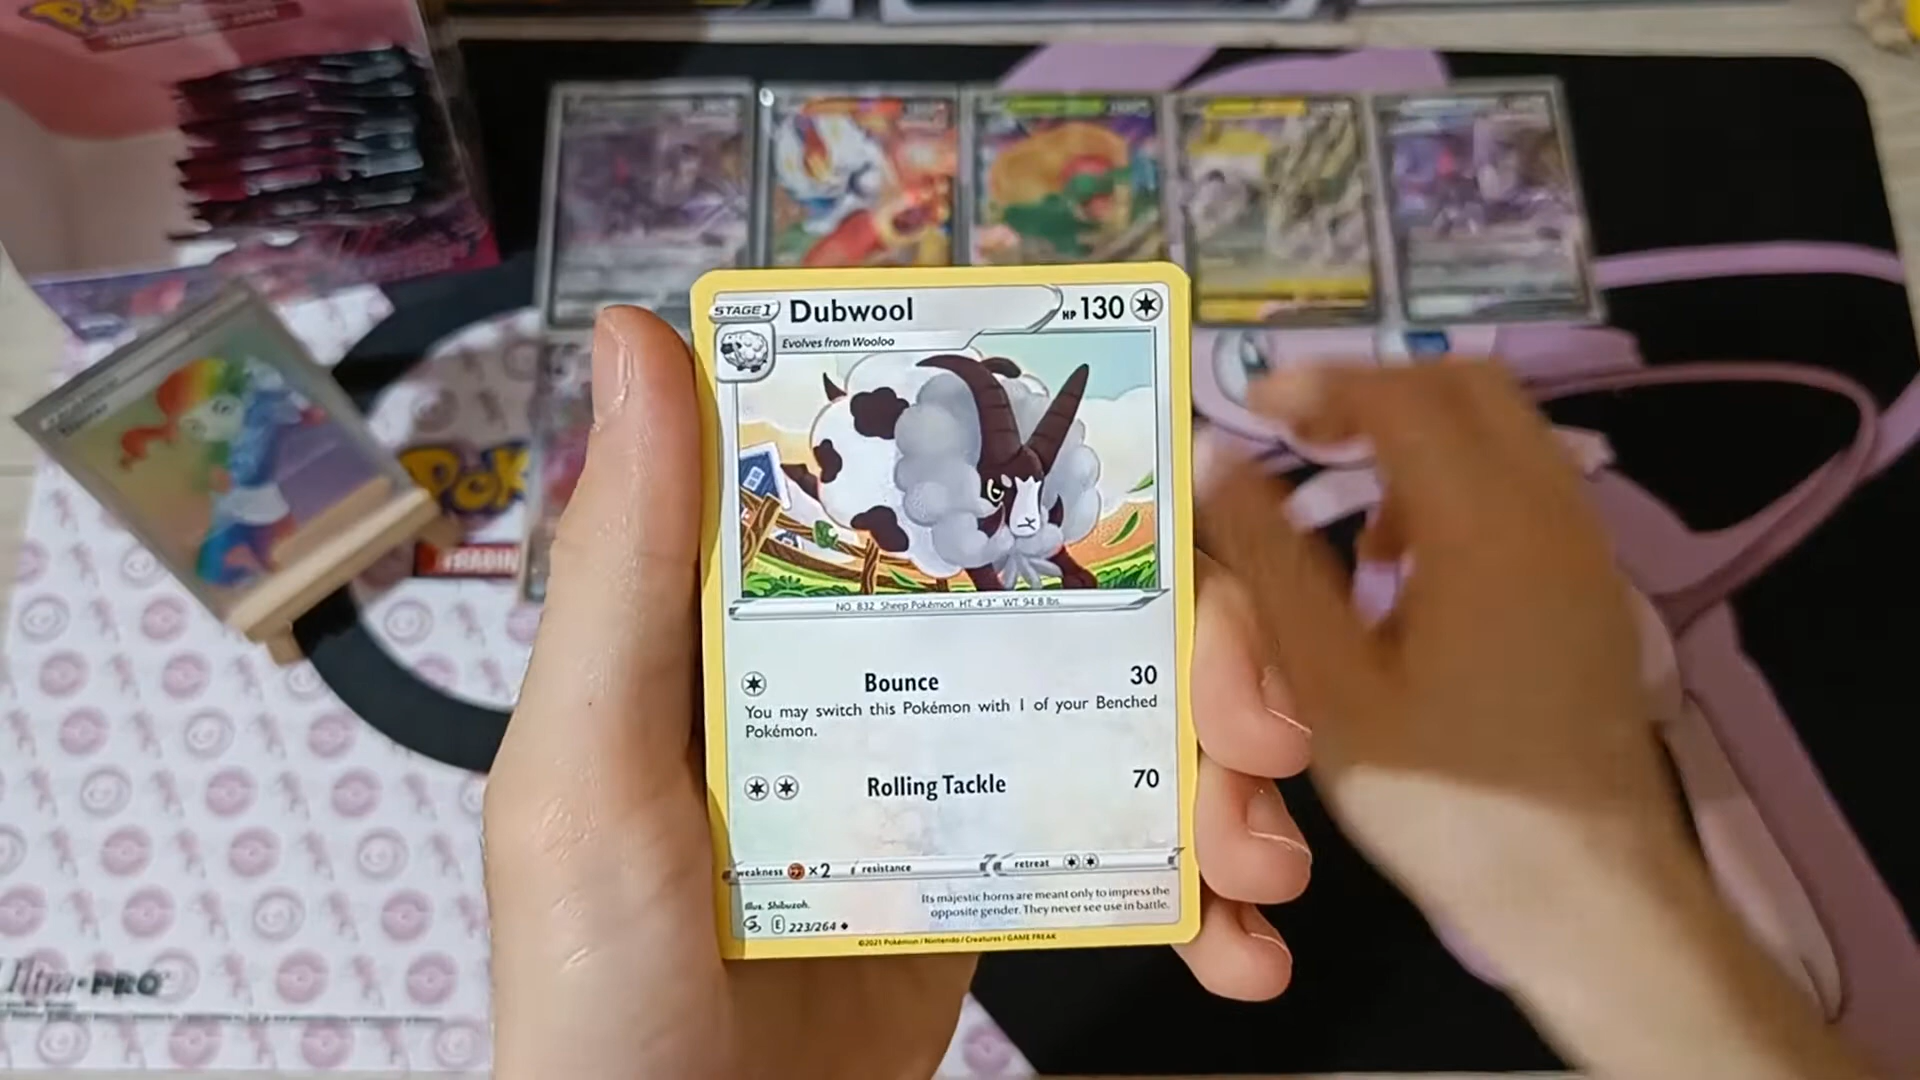 STAGE 1
Dubwool
HP 130
Evolves from Wooloo
NO. 832 Sheep Pokémon HT. 4'3" WT. 94.8 lbs.
Bounce 30
You may switch this Pokémon with 1 of your Benched
Pokémon.
Rolling Tackle 70
weakness ×2 resistance retreat
Its majestic horns are meant only to impress the
opposite gender. They never see use in battle.
Illus. Shibuzoh.
E 223/264
©2021 Pokémon / Nintendo / Creatures / GAME FREAK
POK
TRADIN
Ultra•PRO